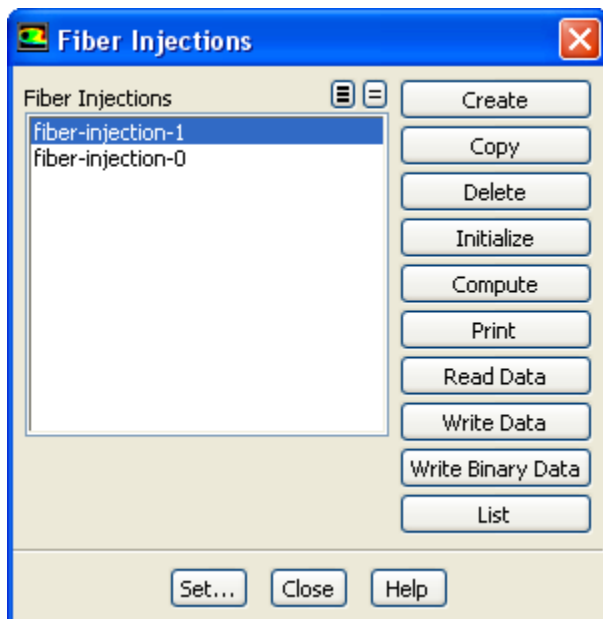 Fiber Injections
Fiber Injections
fiber-injection-1
fiber-injection-0
Create
Copy
Delete
Initialize
Compute
Print
Read Data
Write Data
Write Binary Data
List
Set...
Close
Help